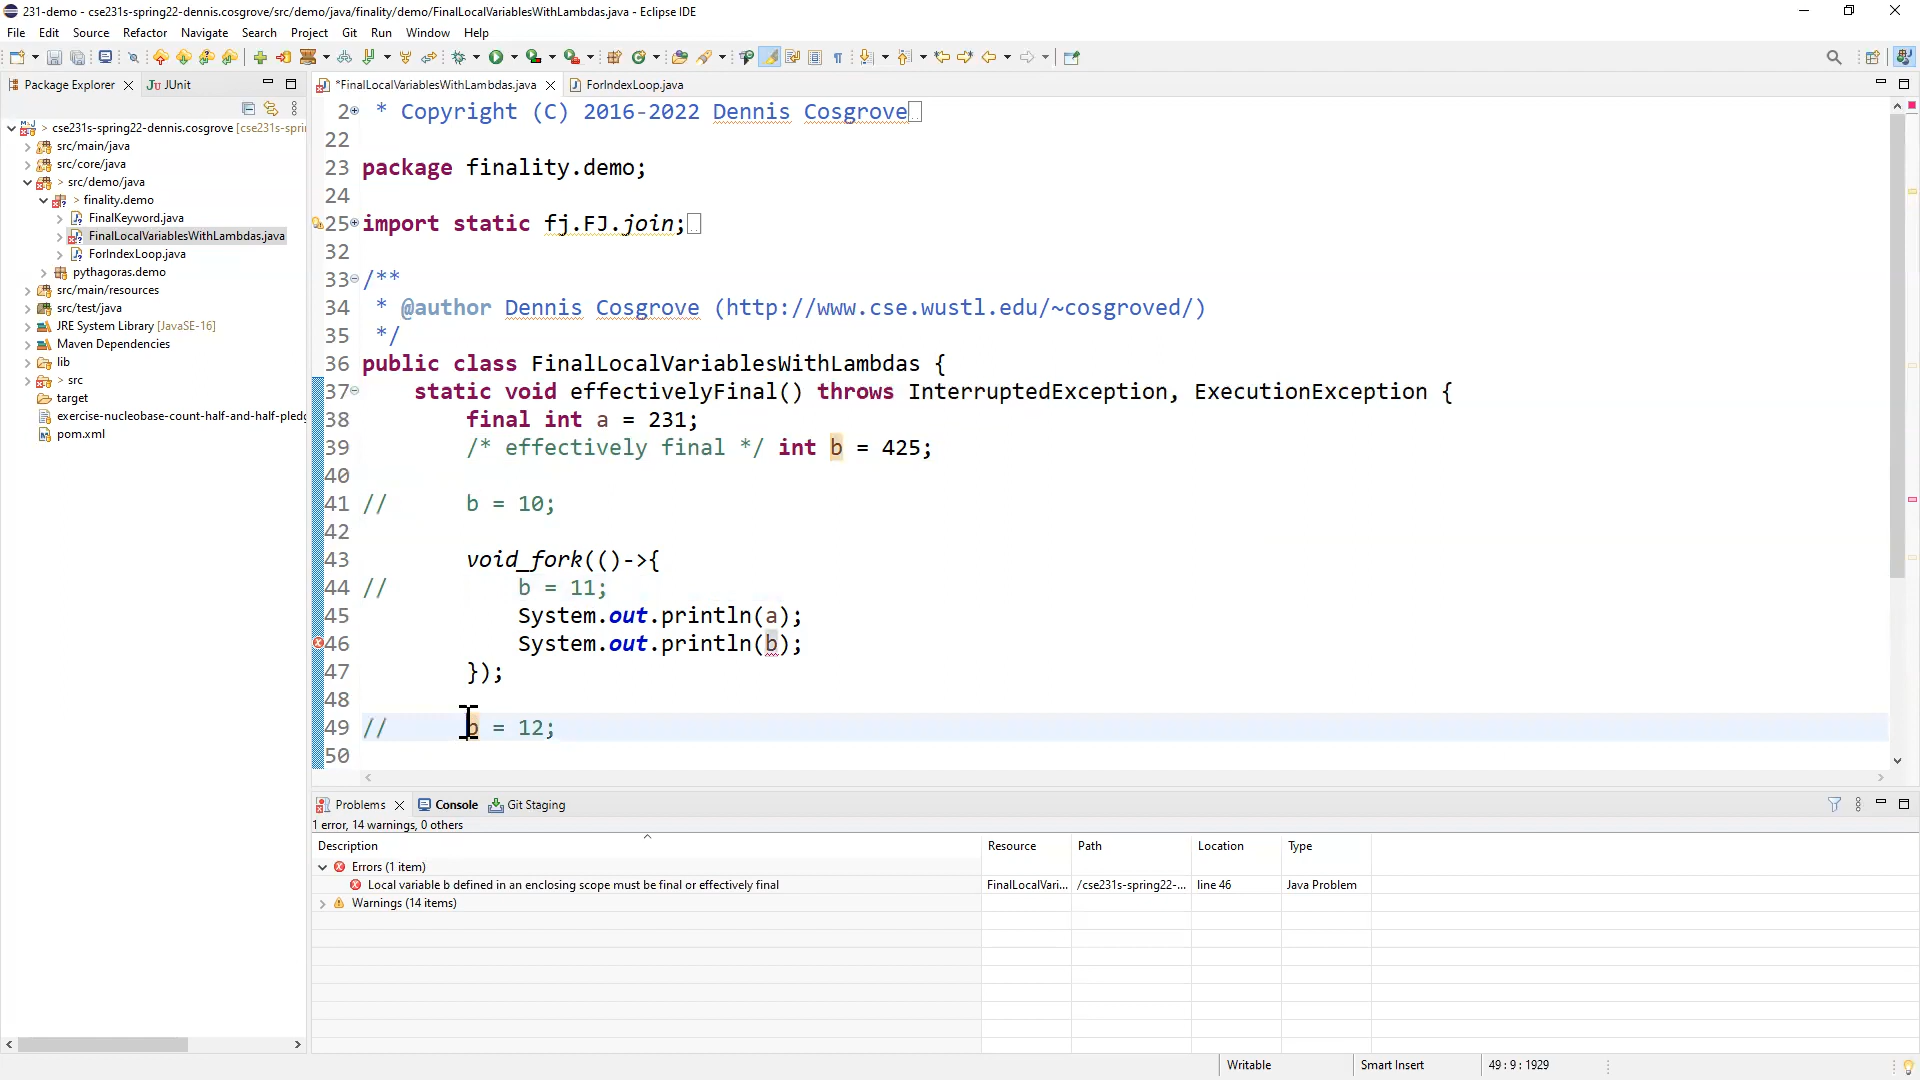 231-demo - cse231s-spring22-dennis.cosgrove/src/demo/java/finality/demo/FinalLocalVariablesWithLambdas.java - Eclipse IDE
File Edit Source Refactor Navigate Search Project Git Run Window Help
Package Explorer
JUnit
*FinalLocalVariablesWithLambdas.java
ForIndexLoop.java
> cse231s-spring22-dennis.cosgrove [cse231s-spri
src/main/java
src/core/java
> src/demo/java
> finality.demo
FinalKeyword.java
FinalLocalVariablesWithLambdas.java
ForIndexLoop.java
pythagoras.demo
src/main/resources
src/test/java
JRE System Library [JavaSE-16]
Maven Dependencies
lib
> src
target
exercise-nucleobase-count-half-and-half-pledg
pom.xml
2 * Copyright (C) 2016-2022 Dennis Cosgrove
22
23 package finality.demo;
24
25 import static fj.FJ.join;
32
33 /**
34 * @author Dennis Cosgrove (http://www.cse.wustl.edu/~cosgroved/)
35 */
36 public class FinalLocalVariablesWithLambdas {
37 static void effectivelyFinal() throws InterruptedException, ExecutionException {
38 final int a = 231;
39 /* effectively final */ int b = 425;
40
41 // b = 10;
42
43 void_fork(()->{
44 // b = 11;
45 System.out.println(a);
46 System.out.println(b);
47 });
48
49 // b = 12;
50
Problems Console Git Staging
1 error, 14 warnings, 0 others
Description Resource Path Location Type
Errors (1 item)
Local variable b defined in an enclosing scope must be final or effectively final FinalLocalVari... /cse231s-spring22-... line 46 Java Problem
Warnings (14 items)
Writable Smart Insert 49 : 9 : 1929